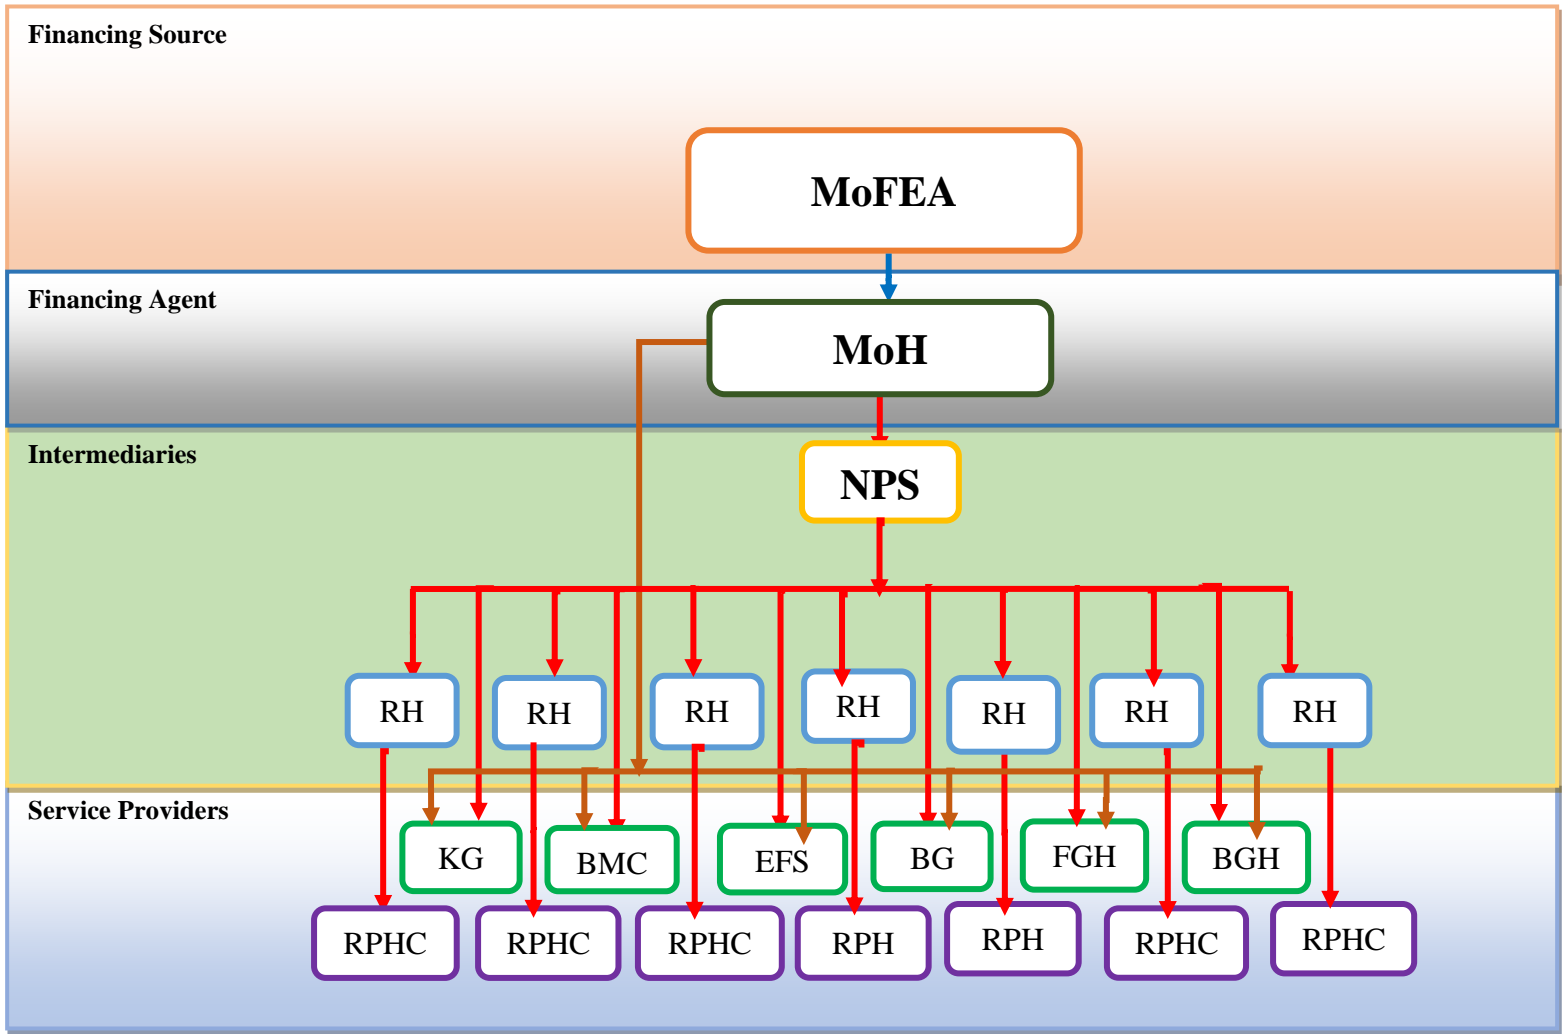 Financing Source
MoFEA
Financing Agent
MoH
Intermediaries
NPS
RH RH RH RH RH RH RH
Service Providers
KG BMC EFS BG FGH BGH
RPHC RPHC RPHC RPH RPH RPHC RPHC